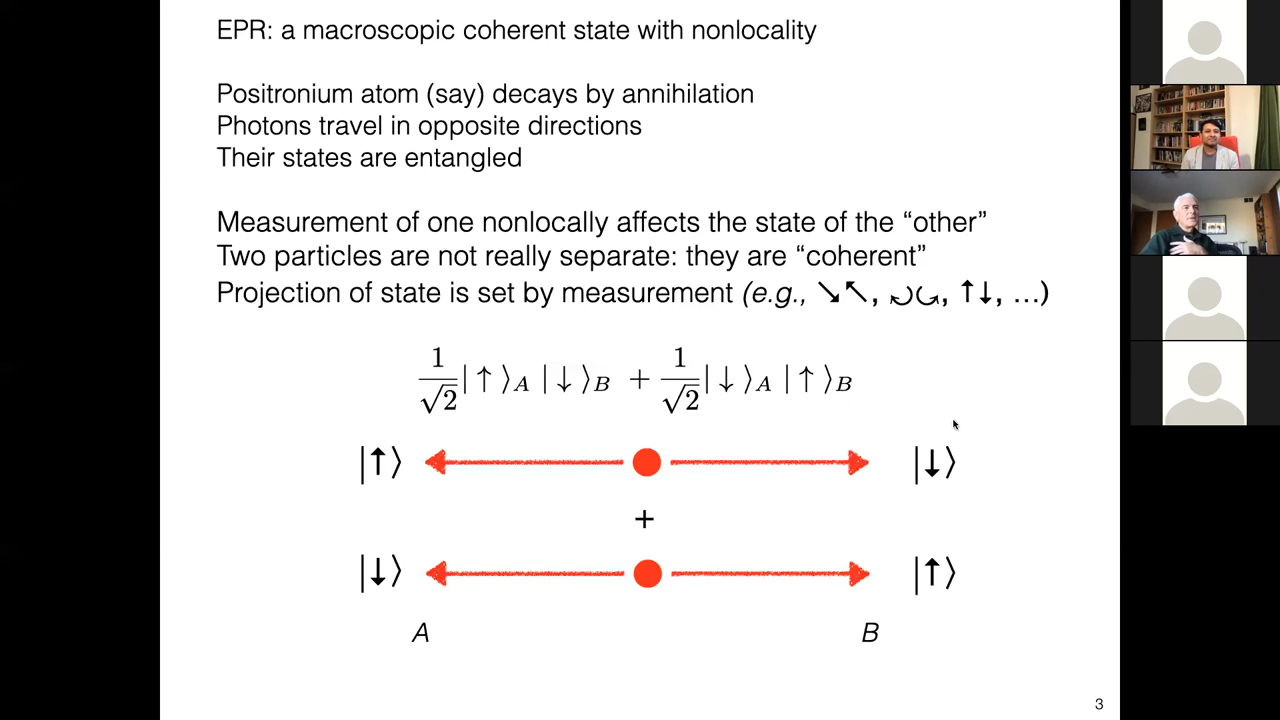 EPR: a macroscopic coherent state with nonlocality
Positronium atom (say) decays by annihilation
Photons travel in opposite directions
Their states are entangled
Measurement of one nonlocally affects the state of the “other”
Two particles are not really separate: they are “coherent”
Projection of state is set by measurement (e.g., ↘↖, ⤾⤿, ↑↓, …)
1/√2 |↑⟩A |↓⟩B + 1/√2 |↓⟩A |↑⟩B
|↑⟩ |↓⟩
+
|↓⟩ |↑⟩
A B
3